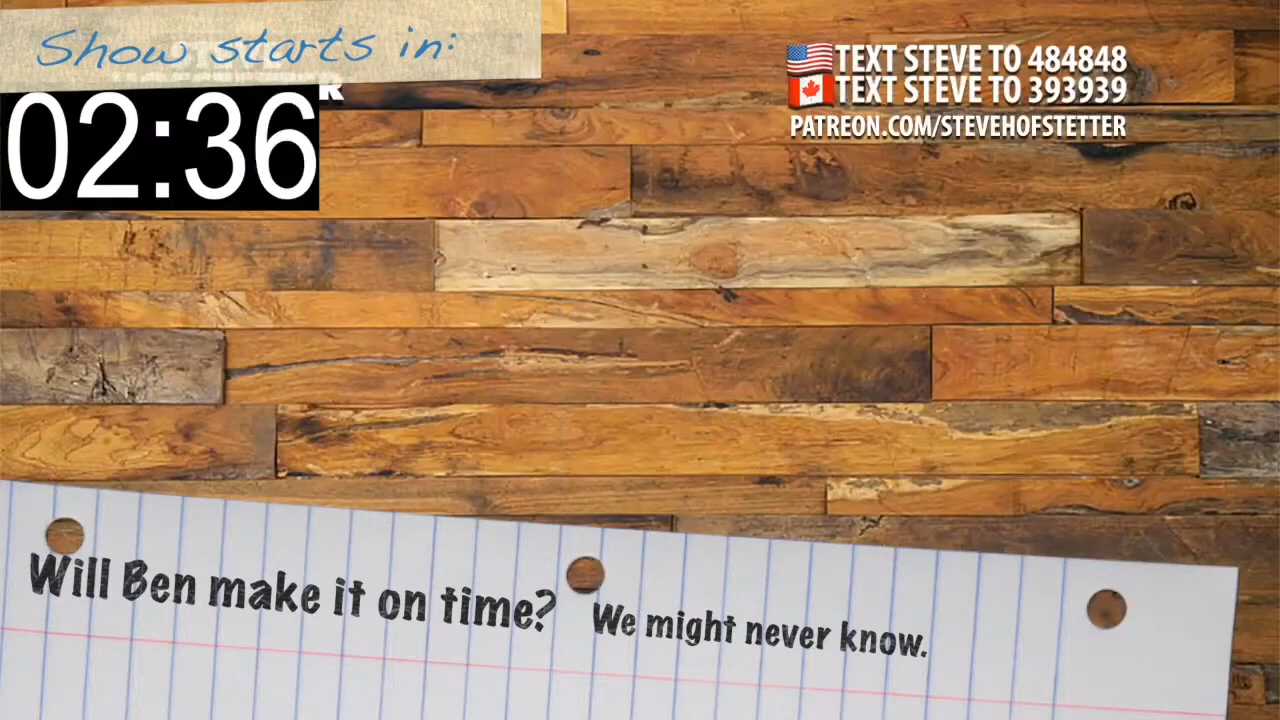 Show starts in:
02:36
TEXT STEVE TO 484848
TEXT STEVE TO 393939
PATREON.COM/STEVEHOFSTETTER
Will Ben make it on time?
We might never know.